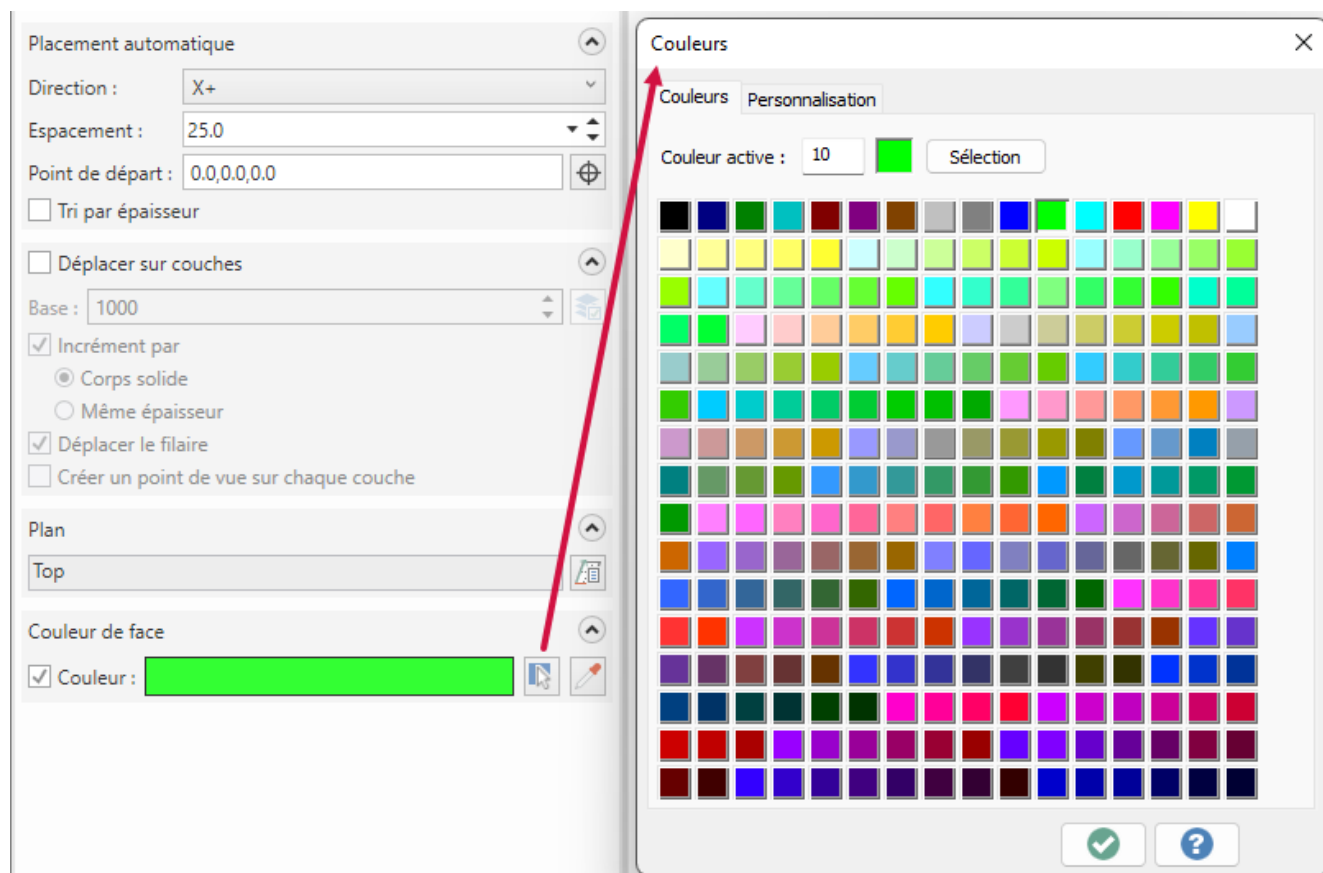 Placement automatique
Direction : X+
Espacement : 25.0
Point de départ : 0.0,0.0,0.0
Tri par épaisseur
Déplacer sur couches
Base : 1000
Incrément par
Corps solide
Même épaisseur
Déplacer le filaire
Créer un point de vue sur chaque couche
Plan
Top
Couleur de face
Couleur :
Couleurs
Couleurs Personnalisation
Couleur active : 10 Sélection